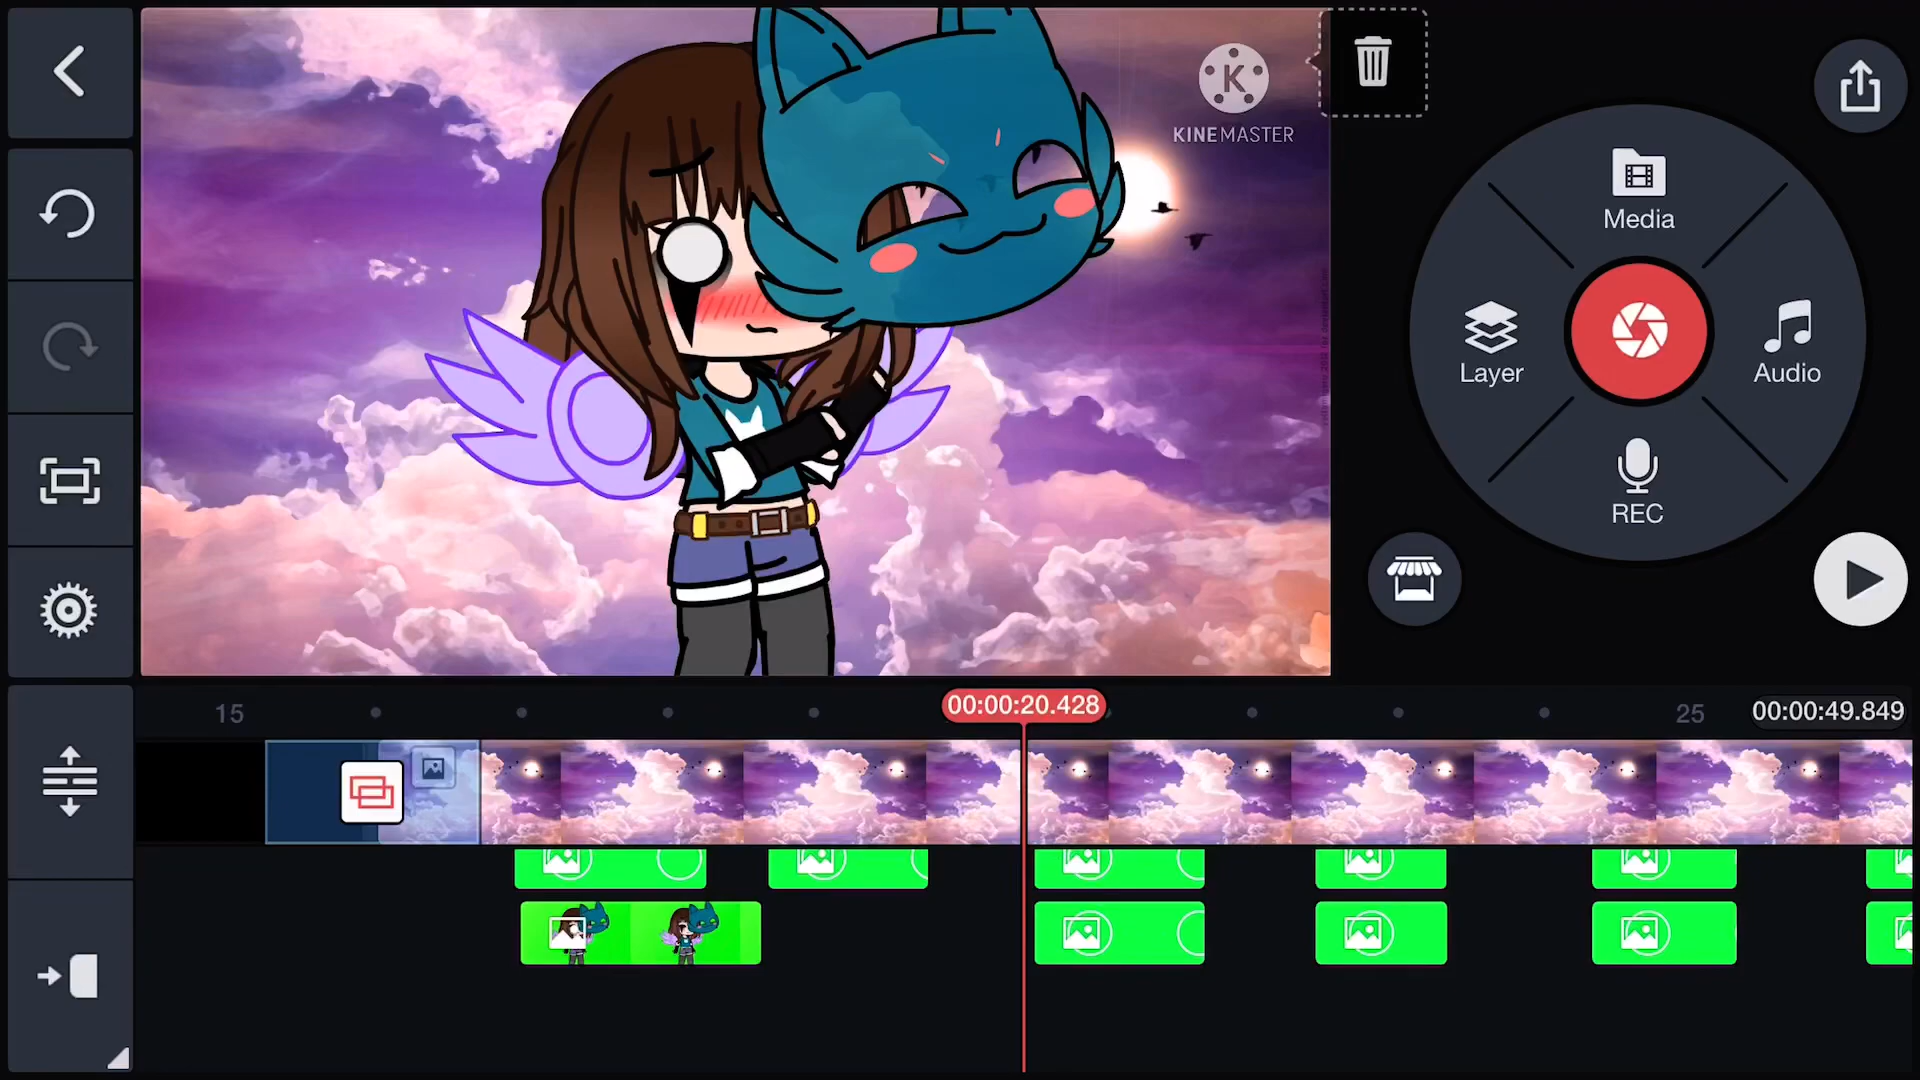 K
KINEMASTER
Media
Layer
Audio
REC
15
00:00:20.428
25
00:00:49.849